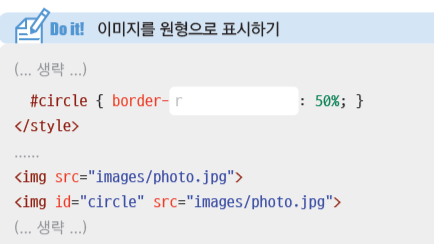 Do it! 이미지를 원형으로 표시하기
(... 생략 ...)
#circle { border-r : 50%; }
</style>
......
<img src="images/photo.jpg">
<img id="circle" src="images/photo.jpg">
(... 생략 ...)